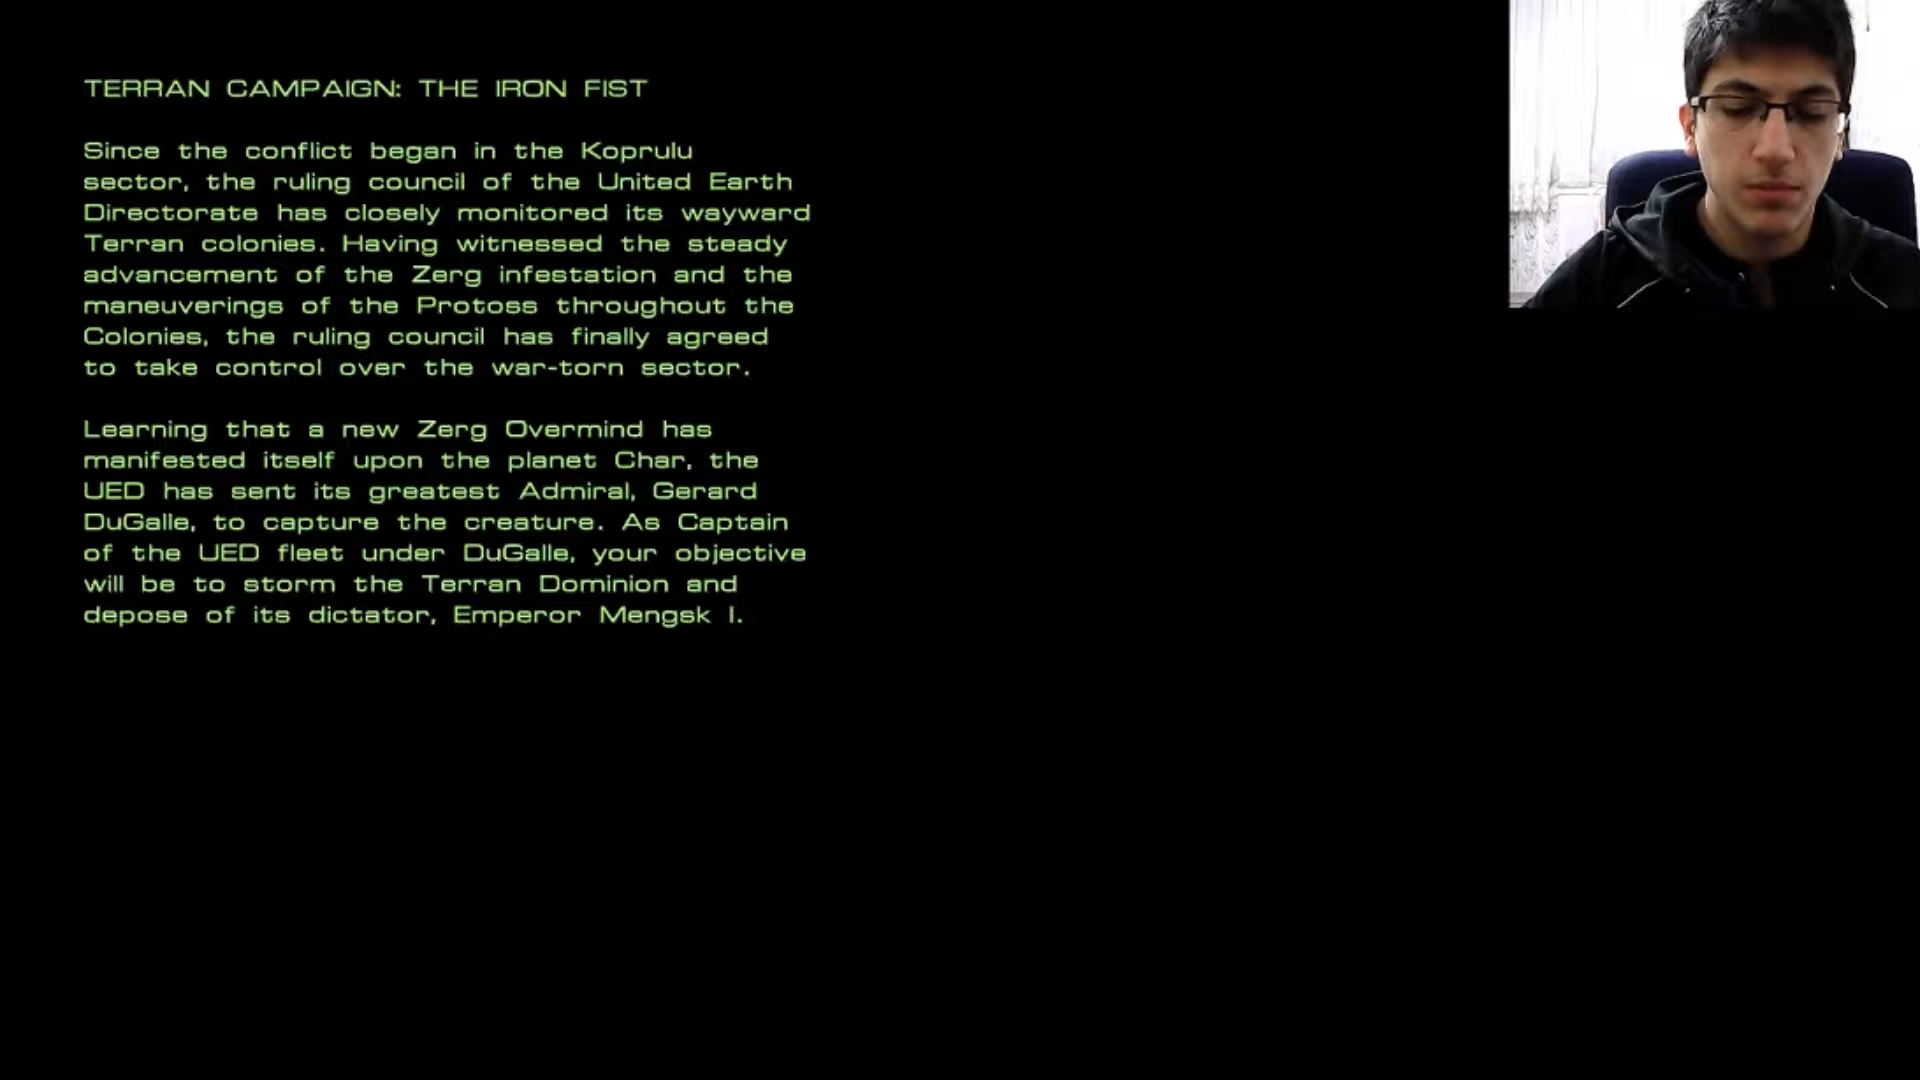 TERRAN CAMPAIGN: THE IRON FIST
Since the conflict began in the Koprulu
sector, the ruling council of the United Earth
Directorate has closely monitored its wayward
Terran colonies. Having witnessed the steady
advancement of the Zerg infestation and the
maneuverings of the Protoss throughout the
Colonies, the ruling council has finally agreed
to take control over the war-torn sector.
Learning that a new Zerg Overmind has
manifested itself upon the planet Char, the
UED has sent its greatest Admiral, Gerard
DuGalle, to capture the creature. As Captain
of the UED fleet under DuGalle, your objective
will be to storm the Terran Dominion and
depose of its dictator, Emperor Mengsk I.